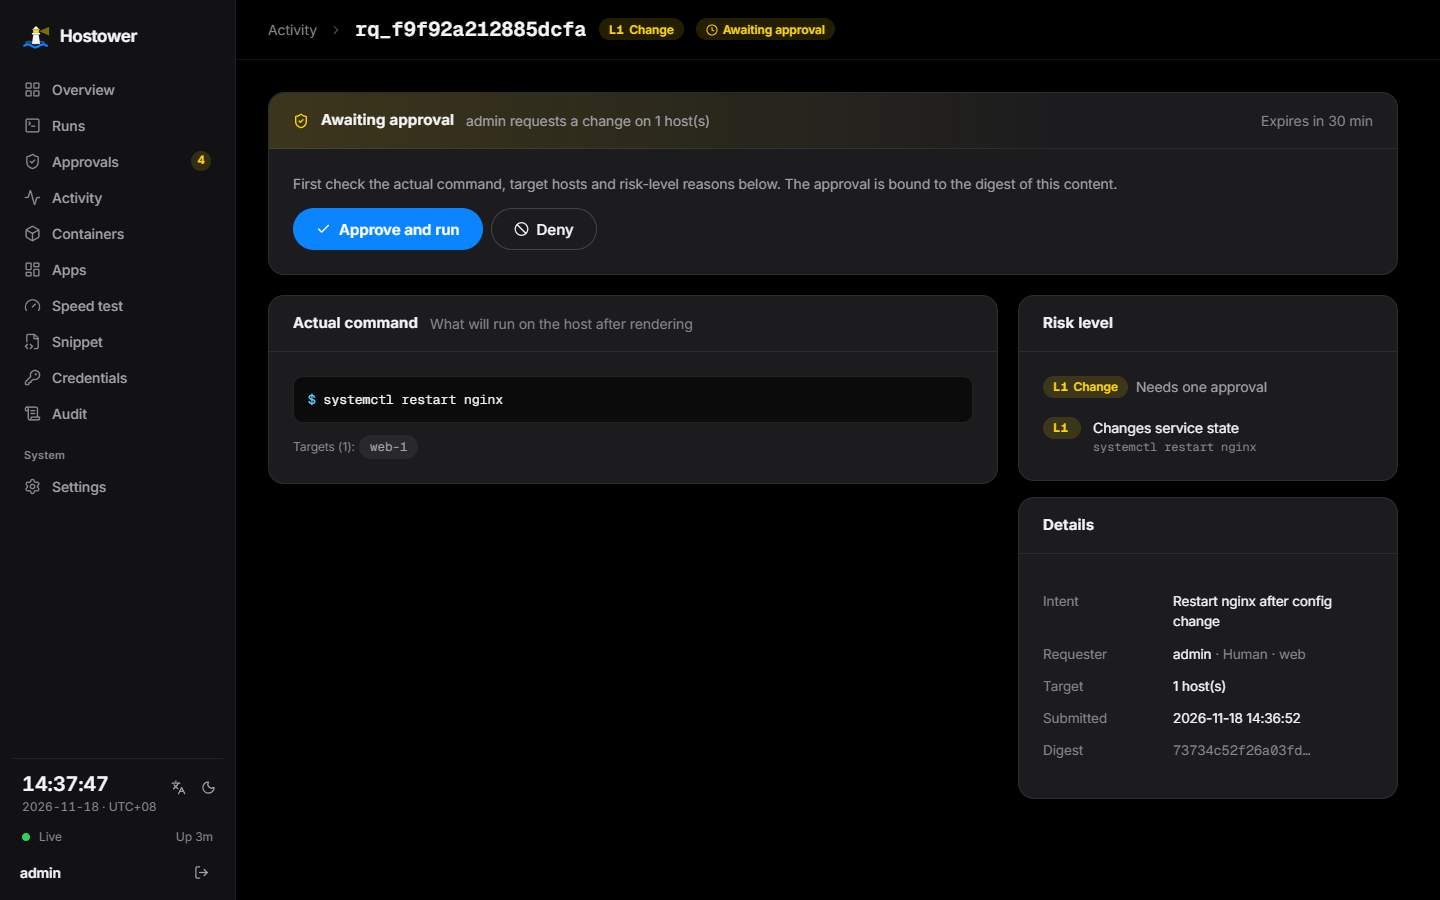 Hostower
Overview
Runs
Approvals 4
Activity
Containers
Apps
Speed test
Snippet
Credentials
Audit
System
Settings
14:37:47
2026-11-18 · UTC+08
Live Up 3m
admin
Activity rq_f9f92a212885dcfa L1 Change Awaiting approval
Awaiting approval admin requests a change on 1 host(s) Expires in 30 min
First check the actual command, target hosts and risk-level reasons below. The approval is bound to the digest of this content.
Approve and run Deny
Actual command What will run on the host after rendering
$ systemctl restart nginx
Targets (1): web-1
Risk level
L1 Change Needs one approval
L1 Changes service state
systemctl restart nginx
Details
Intent Restart nginx after config
change
Requester admin · Human · web
Target 1 host(s)
Submitted 2026-11-18 14:36:52
Digest 73734c52f26a03fd…